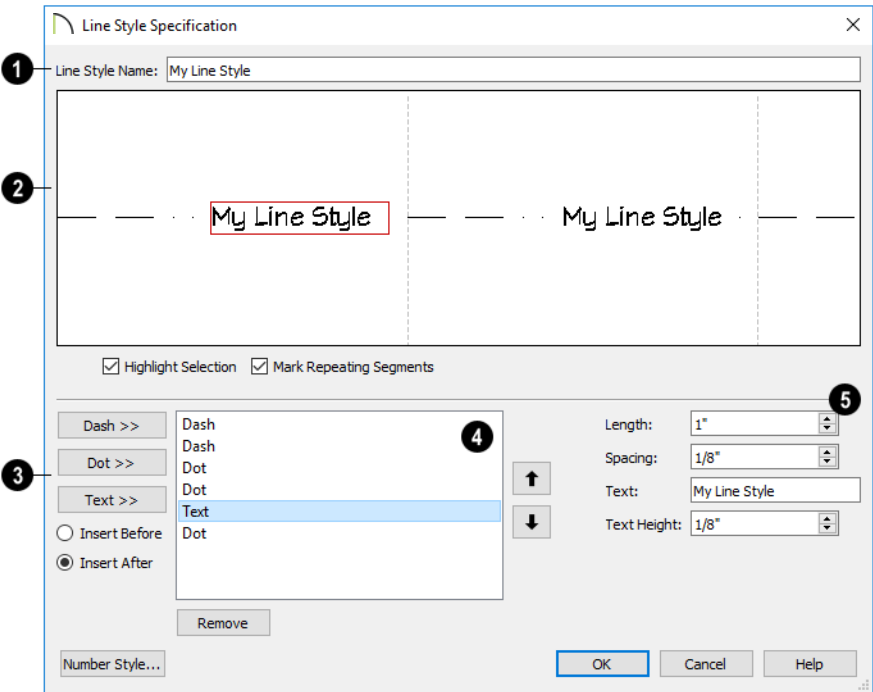 Line Style Specification
1
Line Style Name: My Line Style
2
My Line Style My Line Style
Highlight Selection Mark Repeating Segments
3
Dash >>
Dot >>
Text >>
Insert Before
Insert After
4
Dash
Dash
Dot
Dot
Text
Dot
Remove
5
Length: 1"
Spacing: 1/8"
Text: My Line Style
Text Height: 1/8"
Number Style... OK Cancel Help